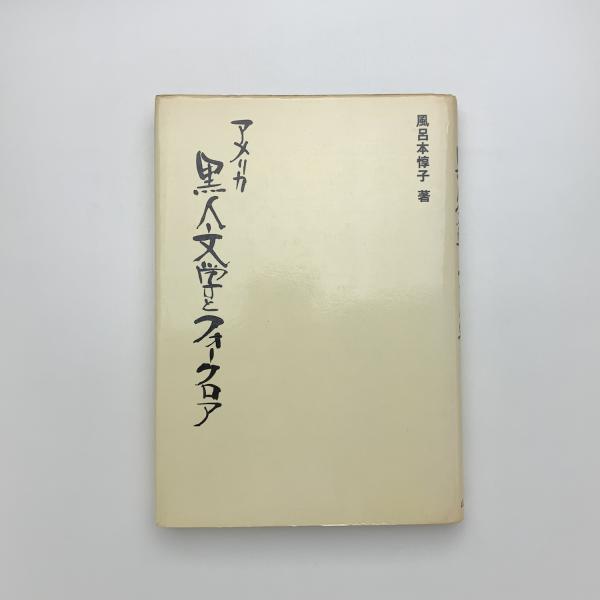 風呂本惇子 著
アメリカ
黒人文学と
フォークロア